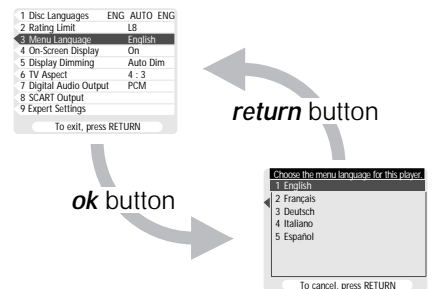 1 Disc Languages ENG AUTO ENG
2 Rating Limit L8
3 Menu Language English
4 On-Screen Display On
5 Display Dimming Auto Dim
6 TV Aspect 4 : 3
7 Digital Audio Output PCM
8 SCART Output
9 Expert Settings
To exit, press RETURN
return button
ok button
Choose the menu language for this player.
1 English
2 Français
3 Deutsch
4 Italiano
5 Español
To cancel, press RETURN